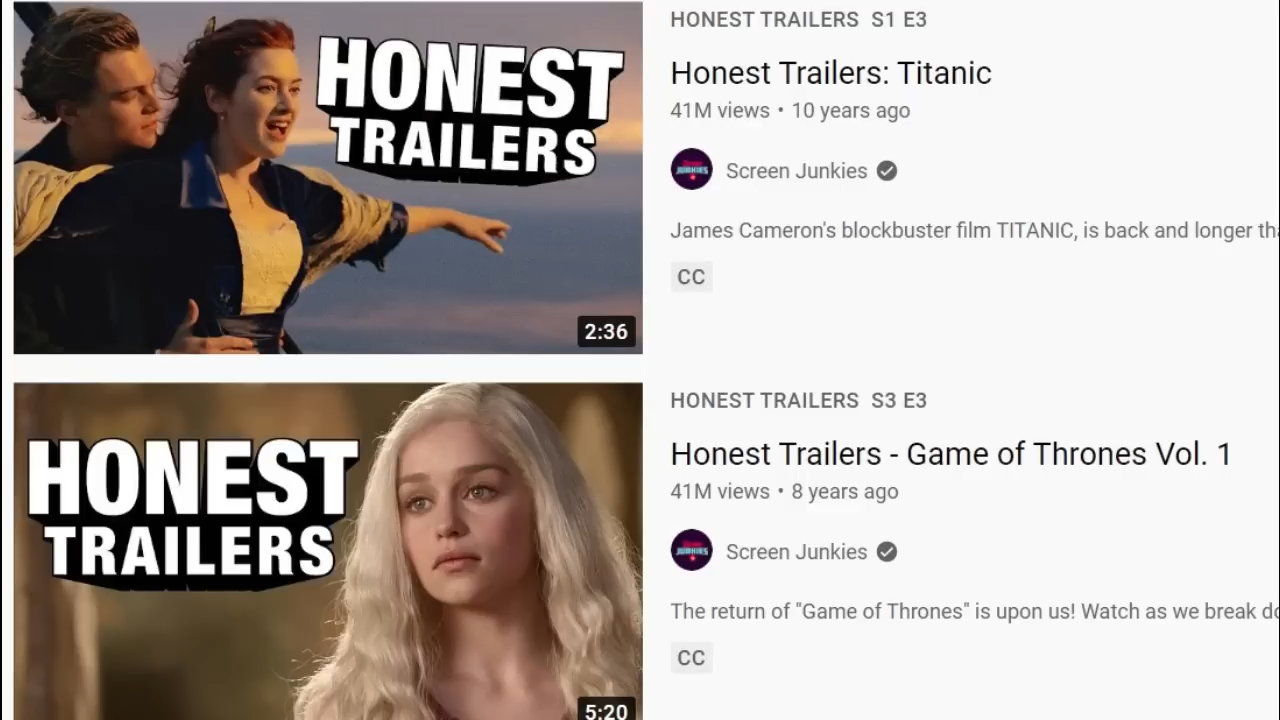 HONEST
TRAILERS
2:36
HONEST TRAILERS S1 E3
Honest Trailers: Titanic
41M views • 10 years ago
Screen Junkies
James Cameron's blockbuster film TITANIC, is back and longer
CC
HONEST
TRAILERS
5:20
HONEST TRAILERS S3 E3
Honest Trailers - Game of Thrones Vol. 1
41M views • 8 years ago
Screen Junkies
The return of "Game of Thrones" is upon us! Watch as we break
CC